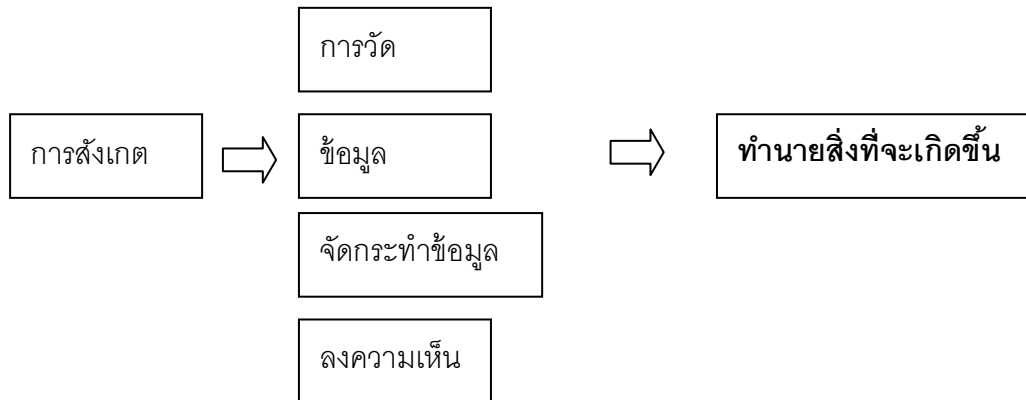 การวัด
การสังเกต
ข้อมูล
ทำนายสิ่งที่จะเกิดขึ้น
จัดกระทำข้อมูล
ลงความเห็น